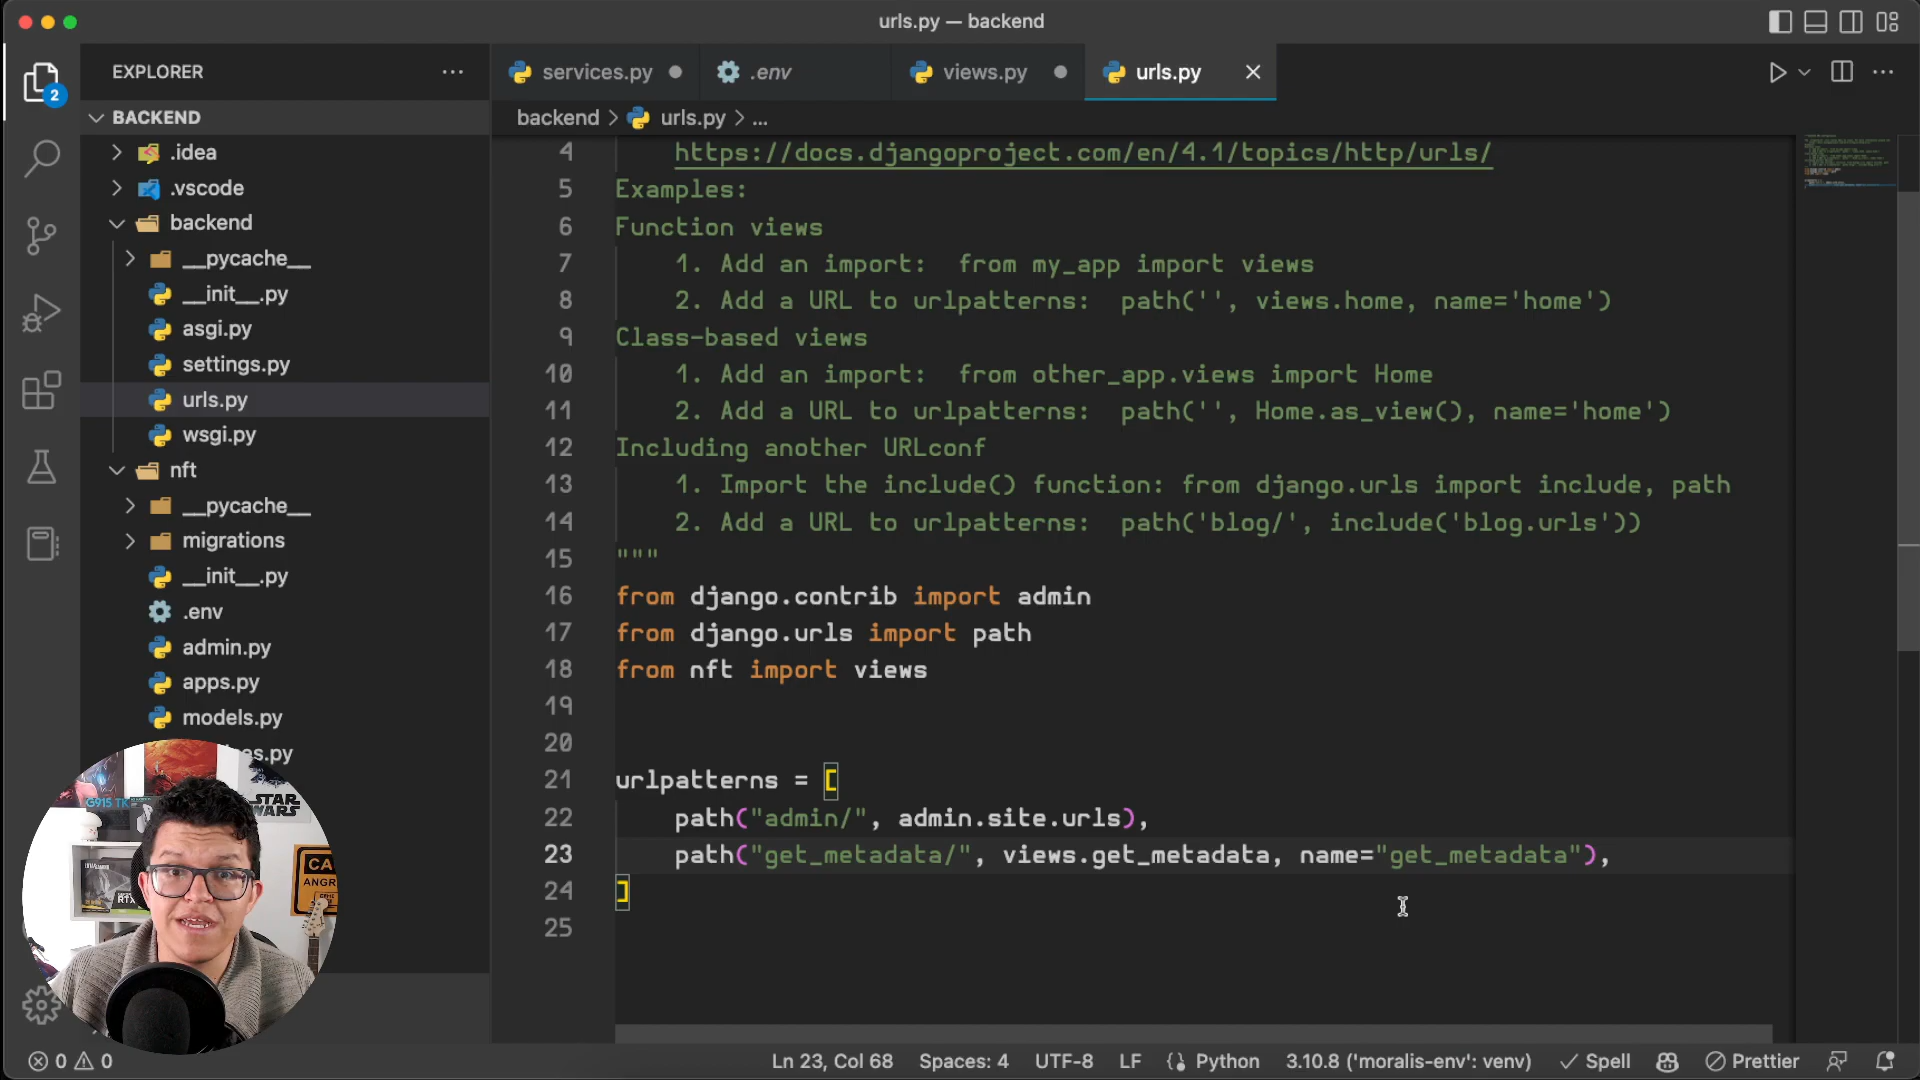 urls.py — backend
EXPLORER
2
BACKEND
.idea
.vscode
backend
__pycache__
__init__.py
asgi.py
settings.py
urls.py
wsgi.py
nft
__pycache__
migrations
__init__.py
.env
admin.py
apps.py
models.py
es.py
services.py
.env
views.py
urls.py
backend > urls.py > ...
4 https://docs.djangoproject.com/en/4.1/topics/http/urls/
5 Examples:
6 Function views
7 1. Add an import:  from my_app import views
8 2. Add a URL to urlpatterns:  path('', views.home, name='home')
9 Class-based views
10 1. Add an import:  from other_app.views import Home
11 2. Add a URL to urlpatterns:  path('', Home.as_view(), name='home')
12 Including another URLconf
13 1. Import the include() function: from django.urls import include, path
14 2. Add a URL to urlpatterns:  path('blog/', include('blog.urls'))
15 """
16 from django.contrib import admin
17 from django.urls import path
18 from nft import views
19
20
21 urlpatterns = [
22 path("admin/", admin.site.urls),
23 path("get_metadata/", views.get_metadata, name="get_metadata"),
24 ]
25
G915 TK
STAR
WARS
CA
ANGR
RTX
0 0
Ln 23, Col 68
Spaces: 4
UTF-8
LF
Python
3.10.8 ('moralis-env': venv)
Spell
Prettier